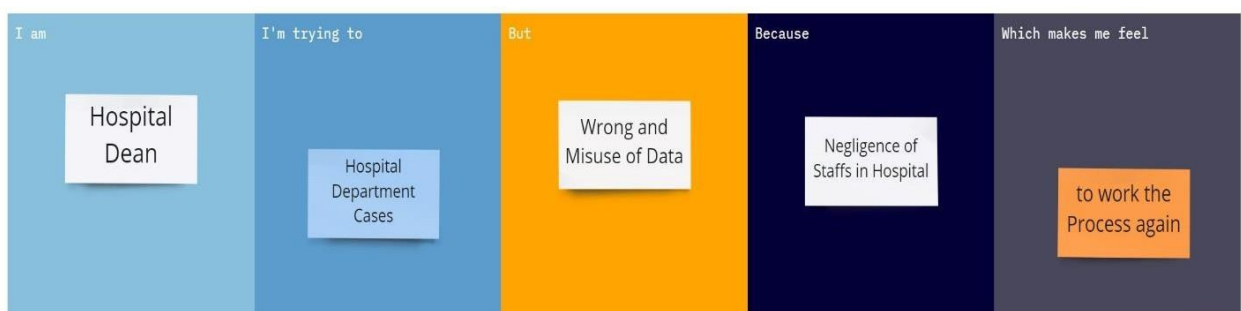 I am
Hospital
Dean
I'm trying to
Hospital
Department
Cases
But
Wrong and
Misuse of Data
Because
Negligence of
Staffs in Hospital
Which makes me feel
to work the
Process again